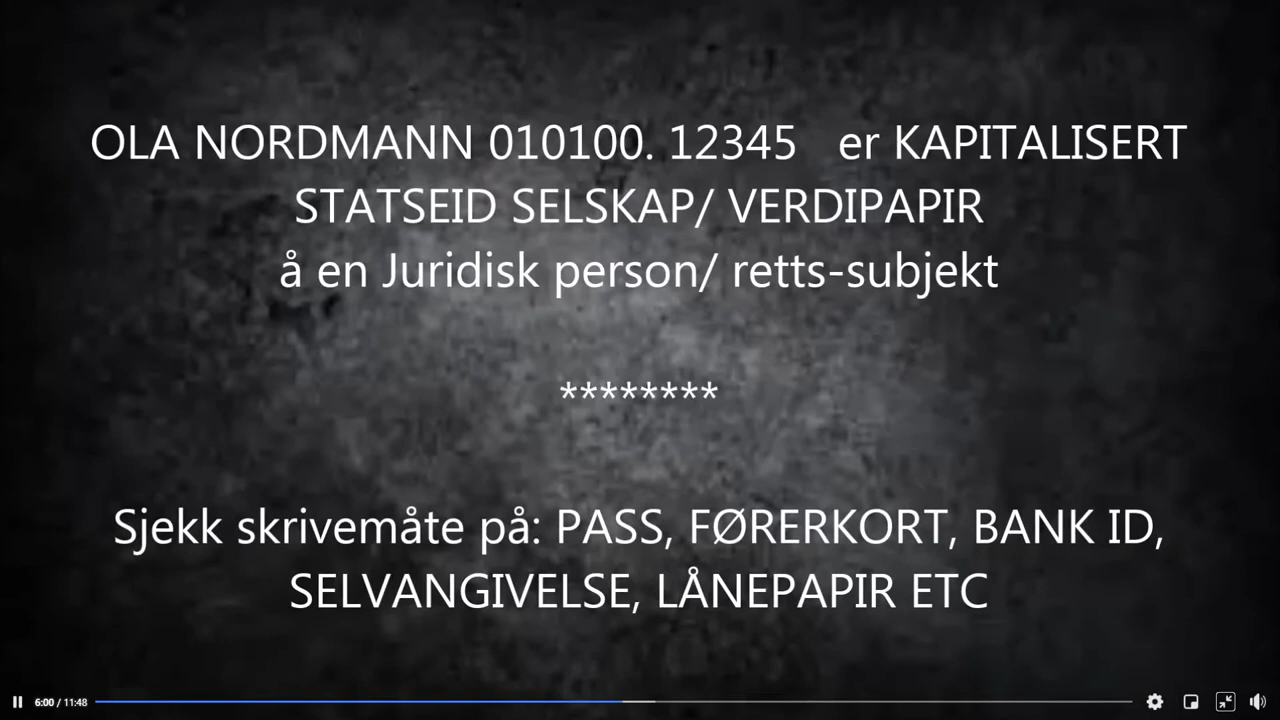 OLA NORDMANN 010100. 12345 er KAPITALISERT
STATSEID SELSKAP/ VERDIPAPIR
å en Juridisk person/ retts-subjekt
********
Sjekk skrivemåte på: PASS, FØRERKORT, BANK ID,
SELVANGIVELSE, LÅNEPAPIR ETC
6:00 / 11:48